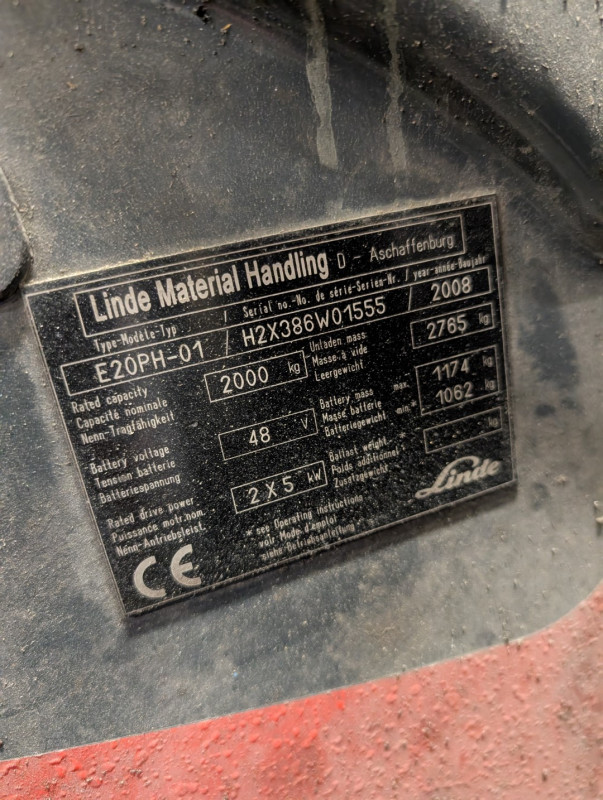 Linde Material Handling D - Aschaffenburg
Type-Modèle-Typ / Serial no.-No. de série-Serien-Nr. / year-année-Baujahr
E20PH-01 / H2X386W01555 / 2008
Rated capacity
Capacité nominale
Nenn-Tragfähigkeit
2000 kg
Unladen mass
Masse à vide
Leergewicht
2765 kg
Battery voltage
Tension batterie
Batteriespannung
48 V
Battery mass max.
Masse batterie
Batteriegewicht min.*
1174 kg
1062 kg
Rated drive power
Puissance motr.nom.
Nenn-Antriebsleist.
2 X 5 kW
Ballast weight *
Poids additionnel
Zusatzgewicht
kg
* see Operating instructions
voir Mode d'emploi
siehe Betriebsanleitung
CE
Linde